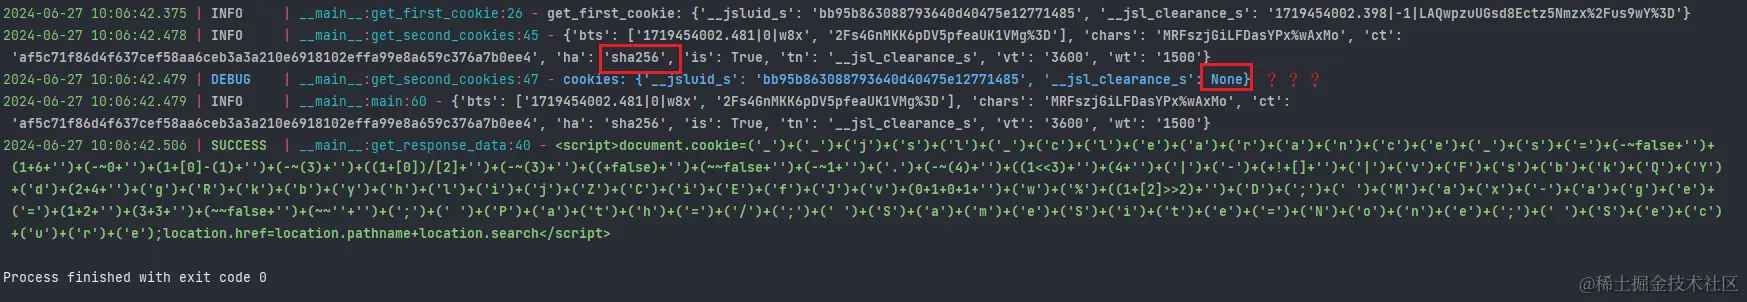 2024-06-27 10:06:42.375 | INFO     | __main__:get_first_cookie:26 - get_first_cookie: {'__jsluid_s': 'bb95b863088793640d40475e12771485', '__jsl_clearance_s': '1719454002.398|-1|LAQwpzuUGsd8Ectz5Nmzx%2Fus9wY%3D'}
2024-06-27 10:06:42.478 | INFO     | __main__:get_second_cookies:45 - {'bts': ['1719454002.481|0|w8x', '2Fs4GnMKK6pDV5pfeaUK1VMg%3D'], 'chars': 'MRFszjGiLFDasYPx%wAxMo', 'ct':
'af5c71f86d4f637cef58aa6ceb3a3a210e6918102effa99e8a659c376a7b0ee4', 'ha': 'sha256', 'is': True, 'tn': '__jsl_clearance_s', 'vt': '3600', 'wt': '1500'}
2024-06-27 10:06:42.479 | DEBUG    | __main__:get_second_cookies:47 - cookies: {'__jsluid_s': 'bb95b863088793640d40475e12771485', '__jsl_clearance_s': None} ？？？
2024-06-27 10:06:42.479 | INFO     | __main__:main:60 - {'bts': ['1719454002.481|0|w8x', '2Fs4GnMKK6pDV5pfeaUK1VMg%3D'], 'chars': 'MRFszjGiLFDasYPx%wAxMo', 'ct':
'af5c71f86d4f637cef58aa6ceb3a3a210e6918102effa99e8a659c376a7b0ee4', 'ha': 'sha256', 'is': True, 'tn': '__jsl_clearance_s', 'vt': '3600', 'wt': '1500'}
2024-06-27 10:06:42.506 | SUCCESS  | __main__:get_response_data:40 - <script>document.cookie=('_')+('_')+('j')+('s')+('l')+('_')+('c')+('l')+('e')+('a')+('r')+('a')+('n')+('c')+('e')+('_')+('s')+('=')+(-~false+'')+
(1+6+'')+(-~0+'')+(1+[0]-(1)+'')+(-~(3)+'')+((1+[0])/[2]+'')+(-~(3)+'')+((+false)+'')+(~~false+'')+(-~1+'')+('.')+(-~(4)+'')+((1<<3)+'')+(4+'')+('|')+('-')+(+!+[]+'')+('|')+('v')+('F')+('s')+('b')+('k')+('Q')+('Y')
+('d')+(2+4+'')+('g')+('R')+('k')+('b')+('y')+('h')+('l')+('i')+('j')+('Z')+('C')+('i')+('E')+('f')+('J')+('v')+(0+1+0+1+'')+('w')+('%')+((1+[2]>>2)+'')+('D')+(';')+(' ')+('M')+('a')+('x')+('-')+('a')+('g')+('e')+
('=')+(1+2+'')+(3+3+'')+(~~false+'')+(~~''+'')+(';')+(' ')+('P')+('a')+('t')+('h')+('=')+('/')+(';')+(' ')+('S')+('a')+('m')+('e')+('S')+('i')+('t')+('e')+('=')+('N')+('o')+('n')+('e')+(';')+(' ')+('S')+('e')+('c')
+('u')+('r')+('e');location.href=location.pathname+location.search</script>
Process finished with exit code 0
@稀土掘金技术社区